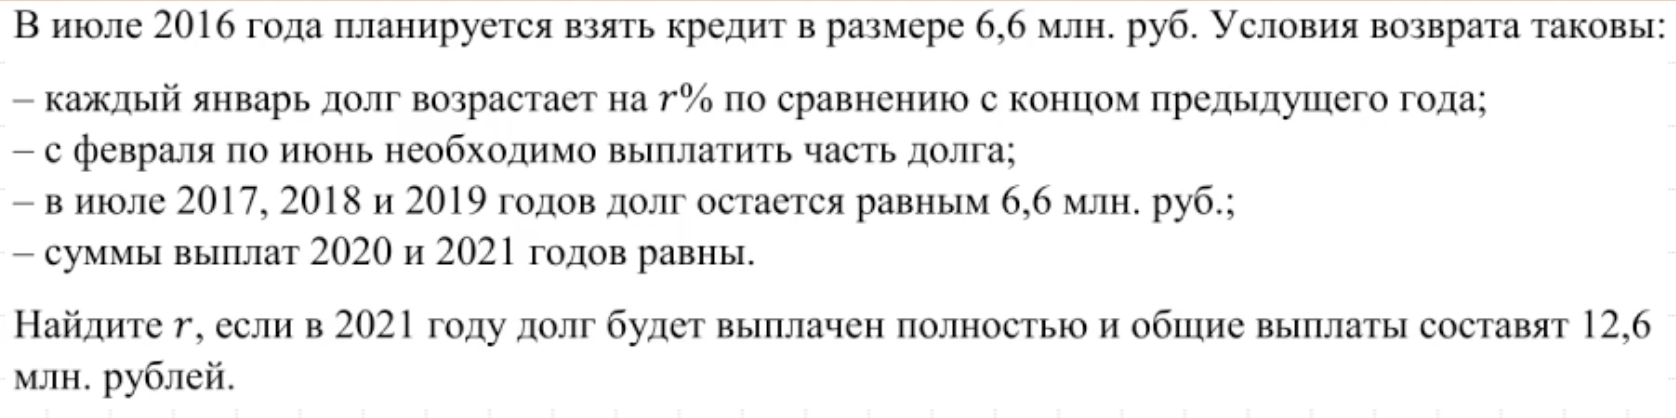 В июле 2016 года планируется взять кредит в размере 6,6 млн. руб. Условия возврата таковы:
– каждый январь долг возрастает на r% по сравнению с концом предыдущего года;
– с февраля по июнь необходимо выплатить часть долга;
– в июле 2017, 2018 и 2019 годов долг остается равным 6,6 млн. руб.;
– суммы выплат 2020 и 2021 годов равны.
Найдите r, если в 2021 году долг будет выплачен полностью и общие выплаты составят 12,6
млн. рублей.